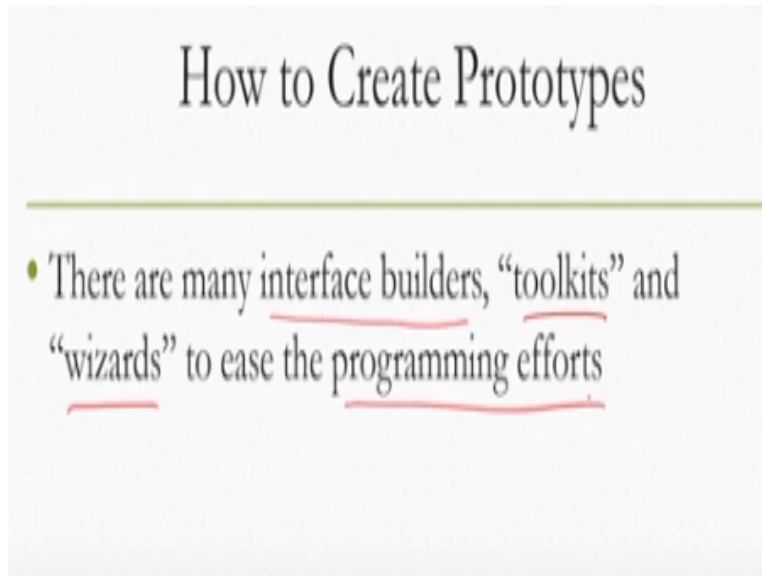 How to Create Prototypes
• There are many interface builders, “toolkits” and
“wizards” to ease the programming efforts